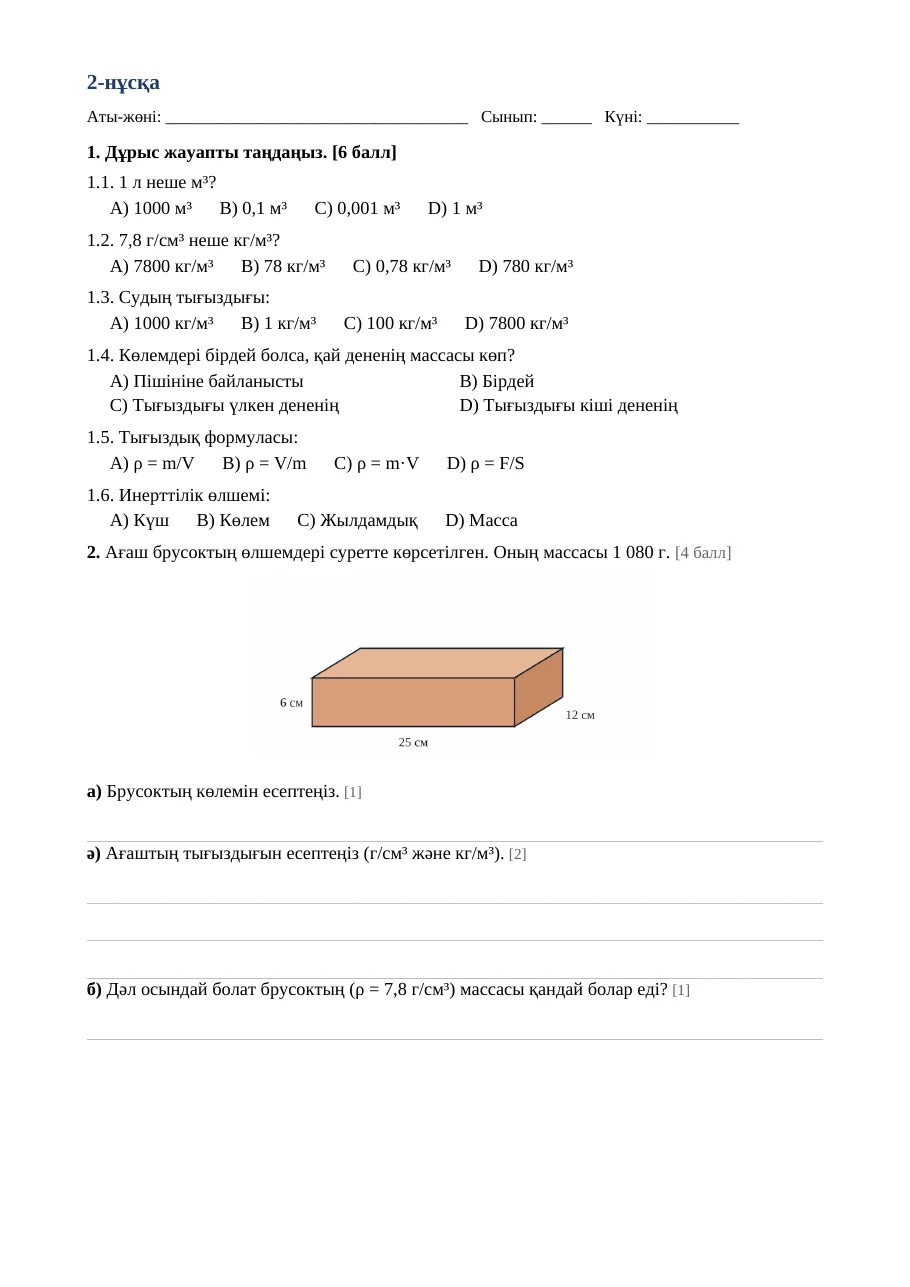 2-нұсқа
Аты-жөні: ____________________________________ Сынып: ______ Күні: ___________
1. Дұрыс жауапты таңдаңыз. [6 балл]
1.1. 1 л неше м³?
A) 1000 м³ B) 0,1 м³ C) 0,001 м³ D) 1 м³
1.2. 7,8 г/см³ неше кг/м³?
A) 7800 кг/м³ B) 78 кг/м³ C) 0,78 кг/м³ D) 780 кг/м³
1.3. Судың тығыздығы:
A) 1000 кг/м³ B) 1 кг/м³ C) 100 кг/м³ D) 7800 кг/м³
1.4. Көлемдері бірдей болса, қай дененің массасы көп?
A) Пішініне байланысты B) Бірдей
C) Тығыздығы үлкен дененің D) Тығыздығы кіші дененің
1.5. Тығыздық формуласы:
A) ρ = m/V B) ρ = V/m C) ρ = m·V D) ρ = F/S
1.6. Инерттілік өлшемі:
A) Күш B) Көлем C) Жылдамдық D) Масса
2. Ағаш брусоктың өлшемдері суретте көрсетілген. Оның массасы 1 080 г. [4 балл]
6 см
12 см
25 см
а) Брусоктың көлемін есептеңіз. [1]
ә) Ағаштың тығыздығын есептеңіз (г/см³ және кг/м³). [2]
б) Дәл осындай болат брусоктың (ρ = 7,8 г/см³) массасы қандай болар еді? [1]